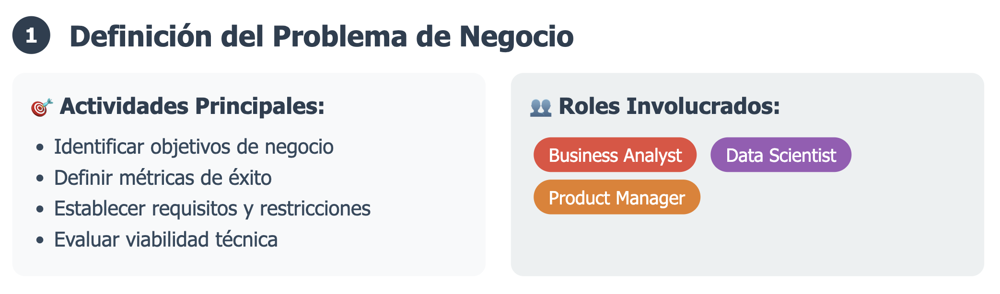 1
Definición del Problema de Negocio
🎯 Actividades Principales:
• Identificar objetivos de negocio
• Definir métricas de éxito
• Establecer requisitos y restricciones
• Evaluar viabilidad técnica
👥 Roles Involucrados:
Business Analyst
Data Scientist
Product Manager